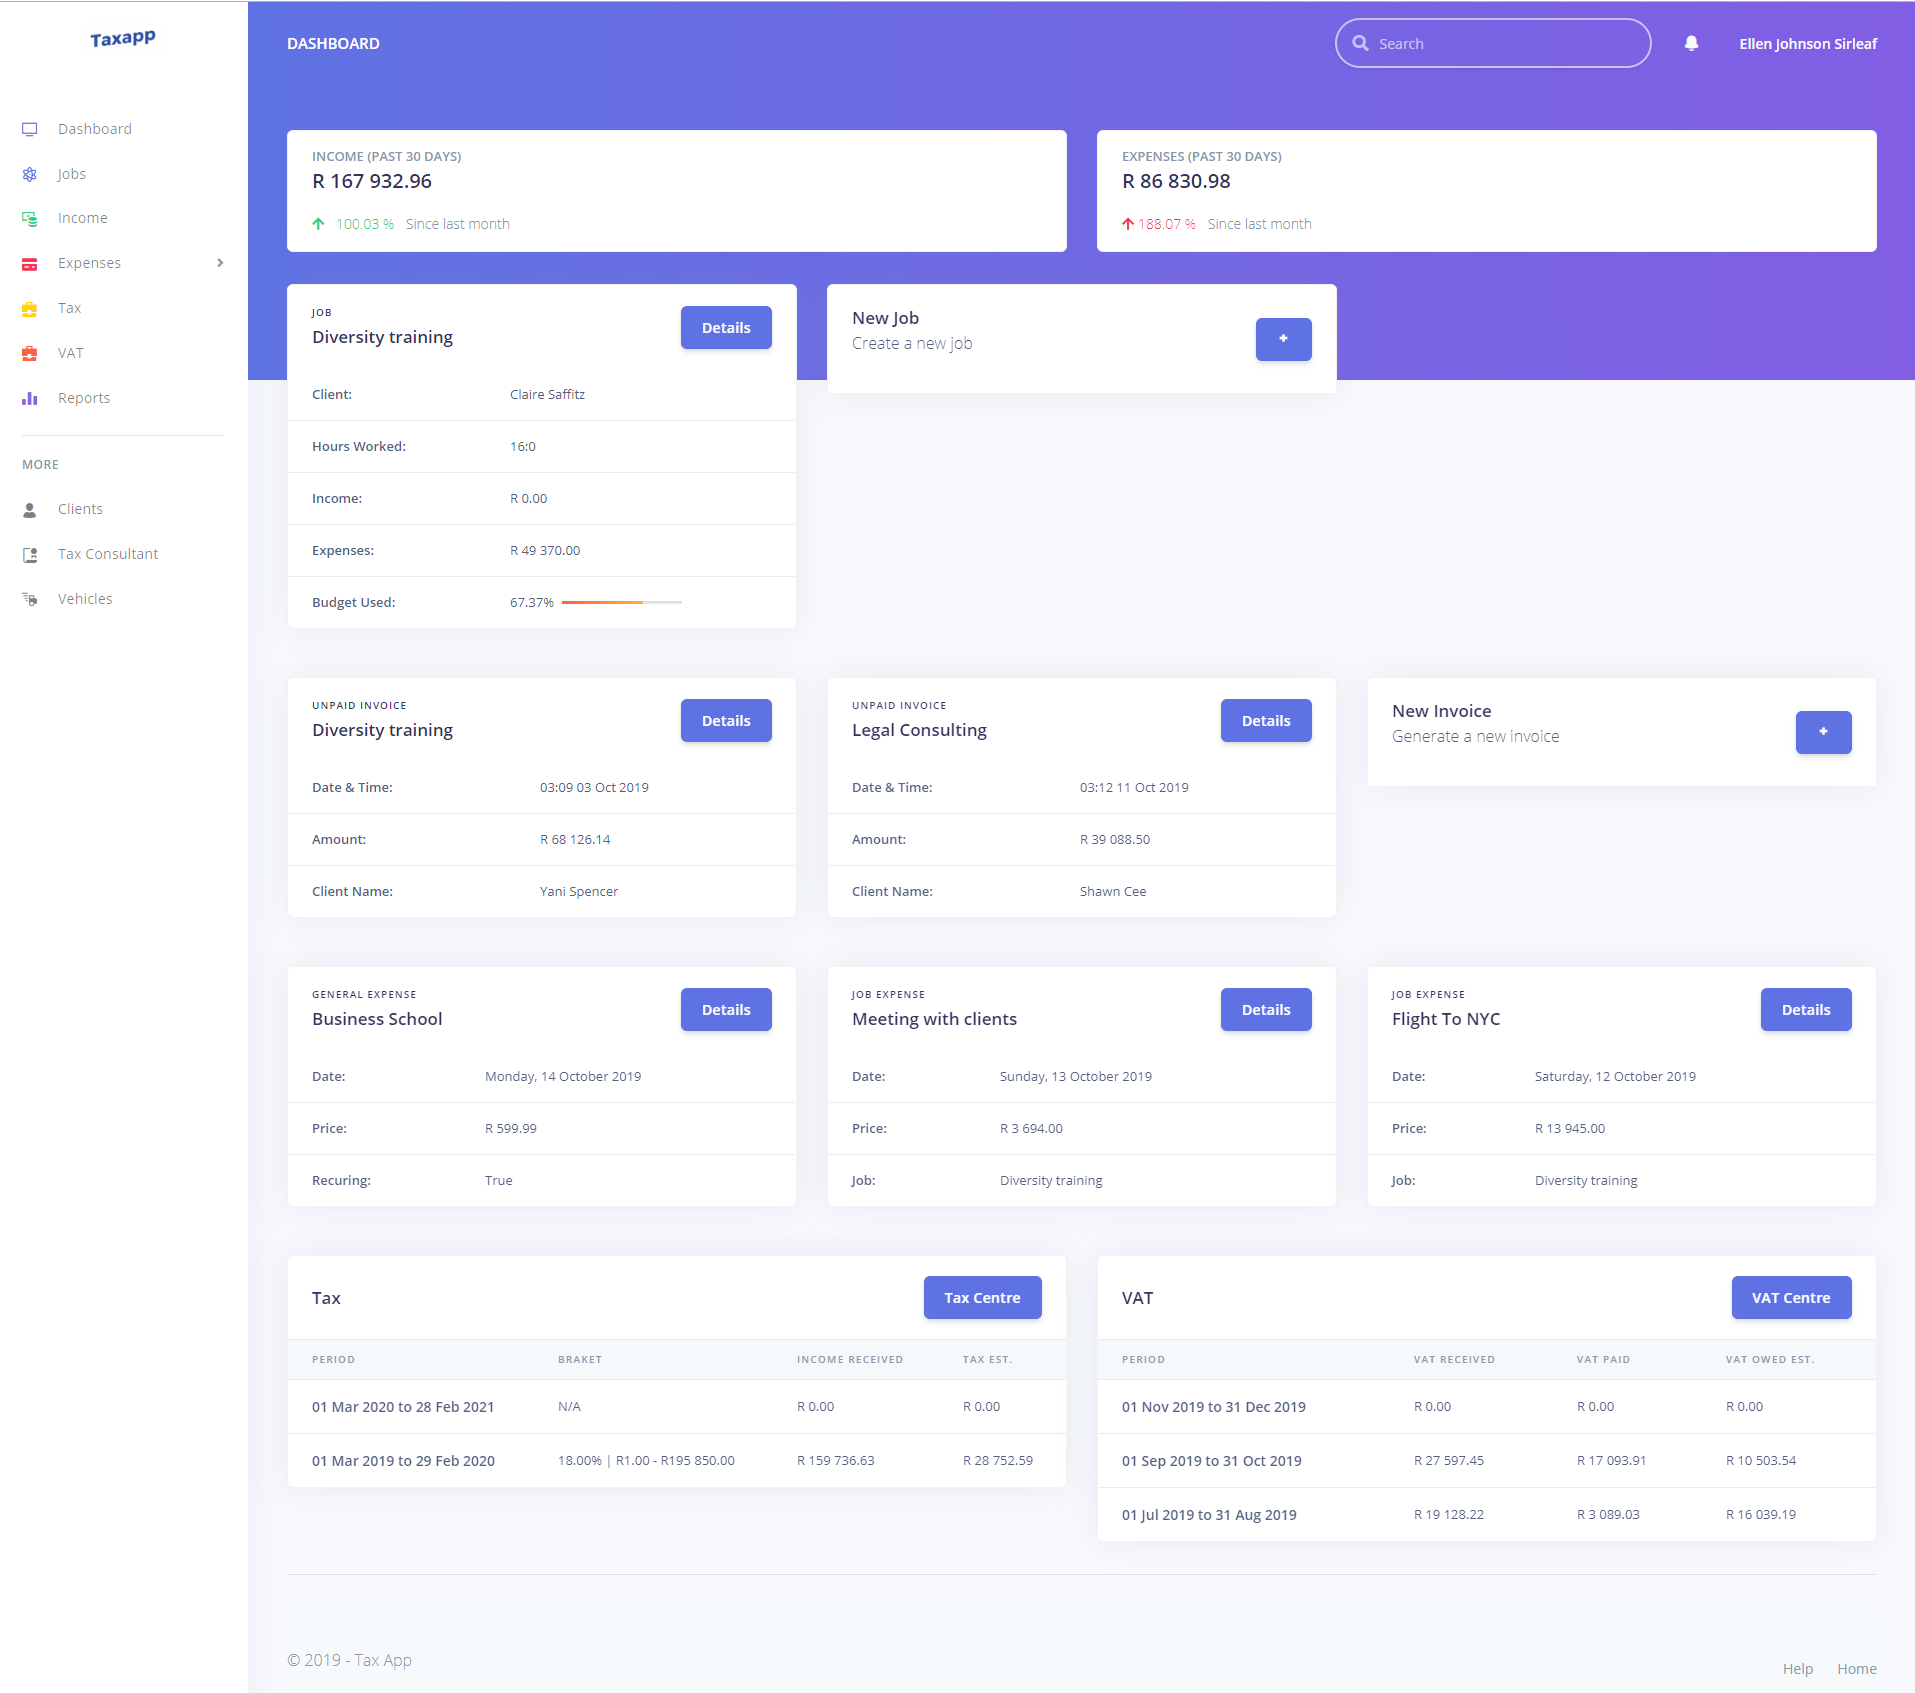 Taxapp
DASHBOARD
Search
Ellen Johnson Sirleaf
Dashboard
Jobs
Income
Expenses
Tax
VAT
Reports
MORE
Clients
Tax Consultant
Vehicles
INCOME (PAST 30 DAYS)
R 167 932.96
100.03 % Since last month
EXPENSES (PAST 30 DAYS)
R 86 830.98
188.07 % Since last month
JOB
Diversity training
Details
Client: Claire Saffitz
Hours Worked: 16:0
Income: R 0.00
Expenses: R 49 370.00
Budget Used: 67.37%
New Job
Create a new job
+
UNPAID INVOICE
Diversity training
Details
Date & Time: 03:09 03 Oct 2019
Amount: R 68 126.14
Client Name: Yani Spencer
UNPAID INVOICE
Legal Consulting
Details
Date & Time: 03:12 11 Oct 2019
Amount: R 39 088.50
Client Name: Shawn Cee
New Invoice
Generate a new invoice
+
GENERAL EXPENSE
Business School
Details
Date: Monday, 14 October 2019
Price: R 599.99
Recuring: True
JOB EXPENSE
Meeting with clients
Details
Date: Sunday, 13 October 2019
Price: R 3 694.00
Job: Diversity training
JOB EXPENSE
Flight To NYC
Details
Date: Saturday, 12 October 2019
Price: R 13 945.00
Job: Diversity training
Tax
Tax Centre
PERIOD BRAKET INCOME RECEIVED TAX EST.
01 Mar 2020 to 28 Feb 2021 N/A R 0.00 R 0.00
01 Mar 2019 to 29 Feb 2020 18.00% | R1.00 - R195 850.00 R 159 736.63 R 28 752.59
VAT
VAT Centre
PERIOD VAT RECEIVED VAT PAID VAT OWED EST.
01 Nov 2019 to 31 Dec 2019 R 0.00 R 0.00 R 0.00
01 Sep 2019 to 31 Oct 2019 R 27 597.45 R 17 093.91 R 10 503.54
01 Jul 2019 to 31 Aug 2019 R 19 128.22 R 3 089.03 R 16 039.19
© 2019 - Tax App
Help Home